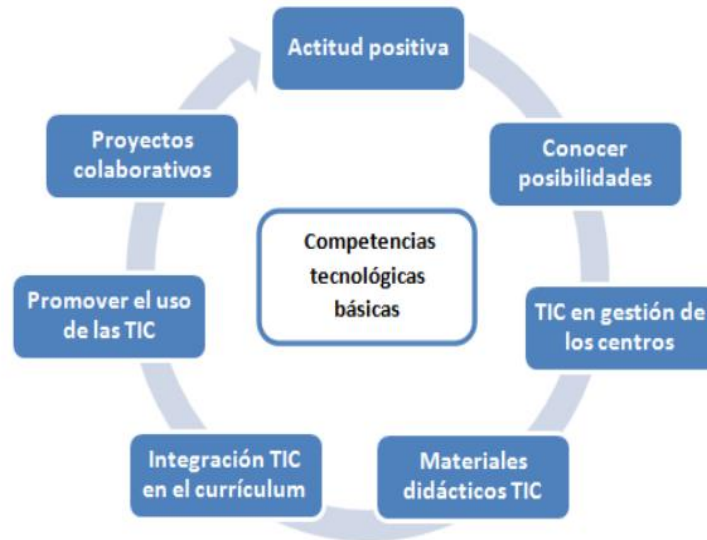 Actitud positiva
Conocer
posibilidades
TIC en gestión de
los centros
Materiales
didácticos TIC
Integración TIC
en el currículum
Promover el uso
de las TIC
Proyectos
colaborativos
Competencias
tecnológicas
básicas